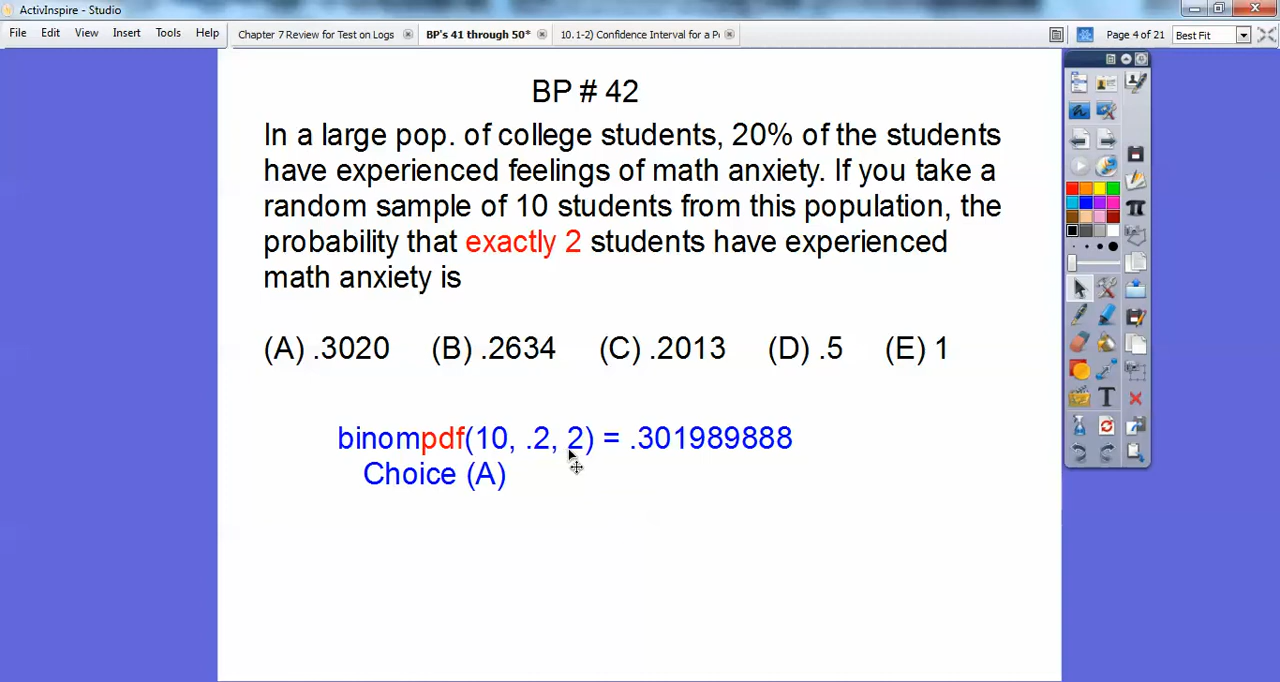 ActivInspire - Studio
File Edit View Insert Tools Help
Chapter 7 Review for Test on Logs
BP's 41 through 50*
10.1-2) Confidence Interval for a P
Page 4 of 21
Best Fit
BP # 42
In a large pop. of college students, 20% of the students
have experienced feelings of math anxiety. If you take a
random sample of 10 students from this population, the
probability that exactly 2 students have experienced
math anxiety is
(A) .3020 (B) .2634 (C) .2013 (D) .5 (E) 1
binompdf(10, .2, 2) = .301989888
Choice (A)